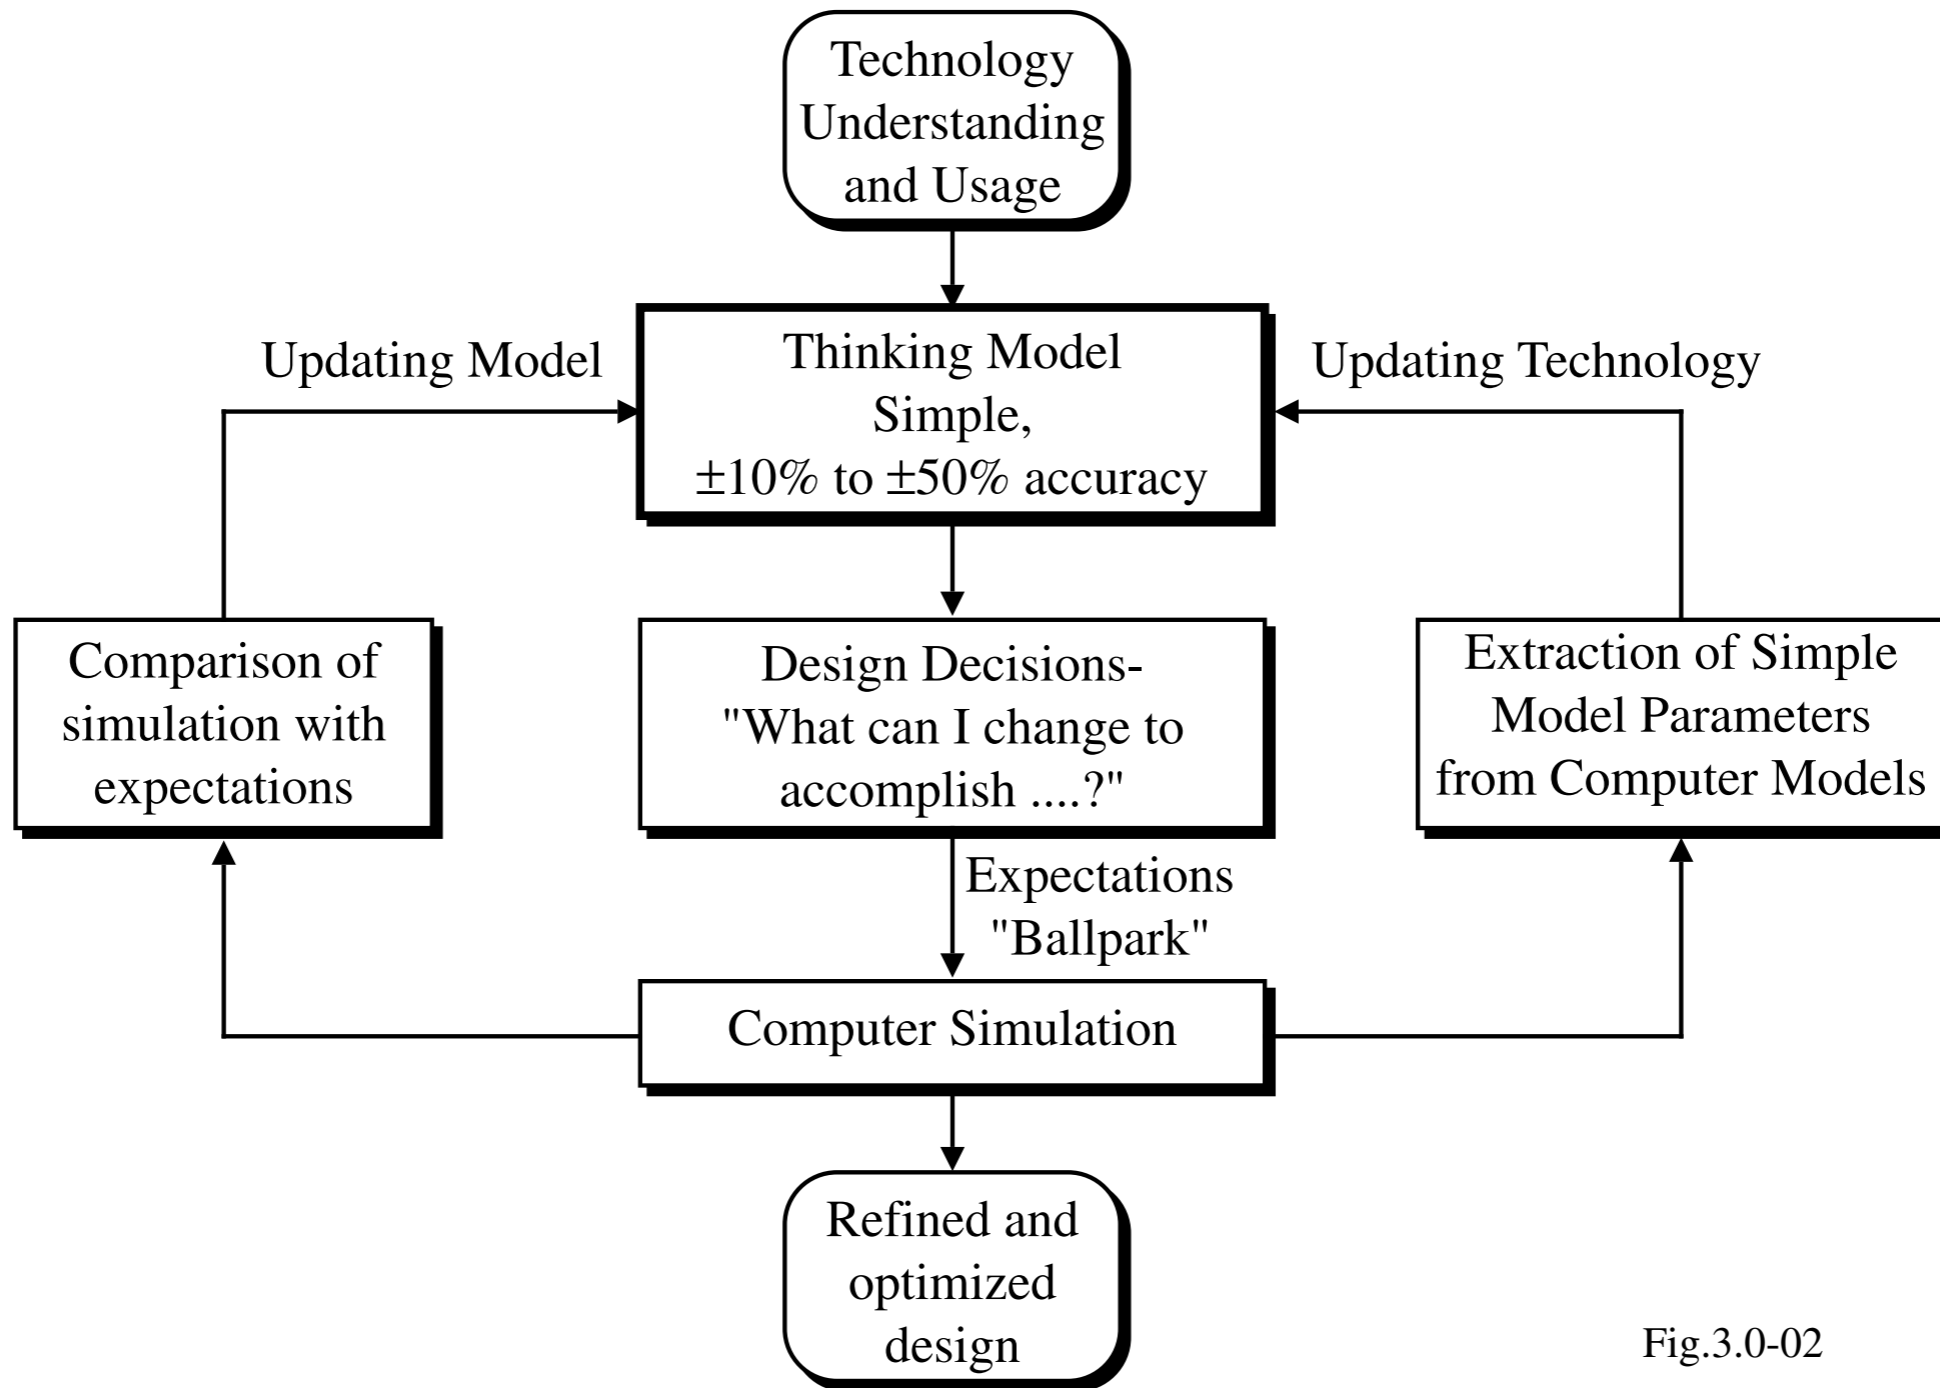 Technology
Understanding
and Usage
Updating Model
Thinking Model
Simple,
±10% to ±50% accuracy
Updating Technology
Comparison of
simulation with
expectations
Design Decisions-
"What can I change to
accomplish ....?"
Extraction of Simple
Model Parameters
from Computer Models
Expectations
"Ballpark"
Computer Simulation
Refined and
optimized
design
Fig.3.0-02